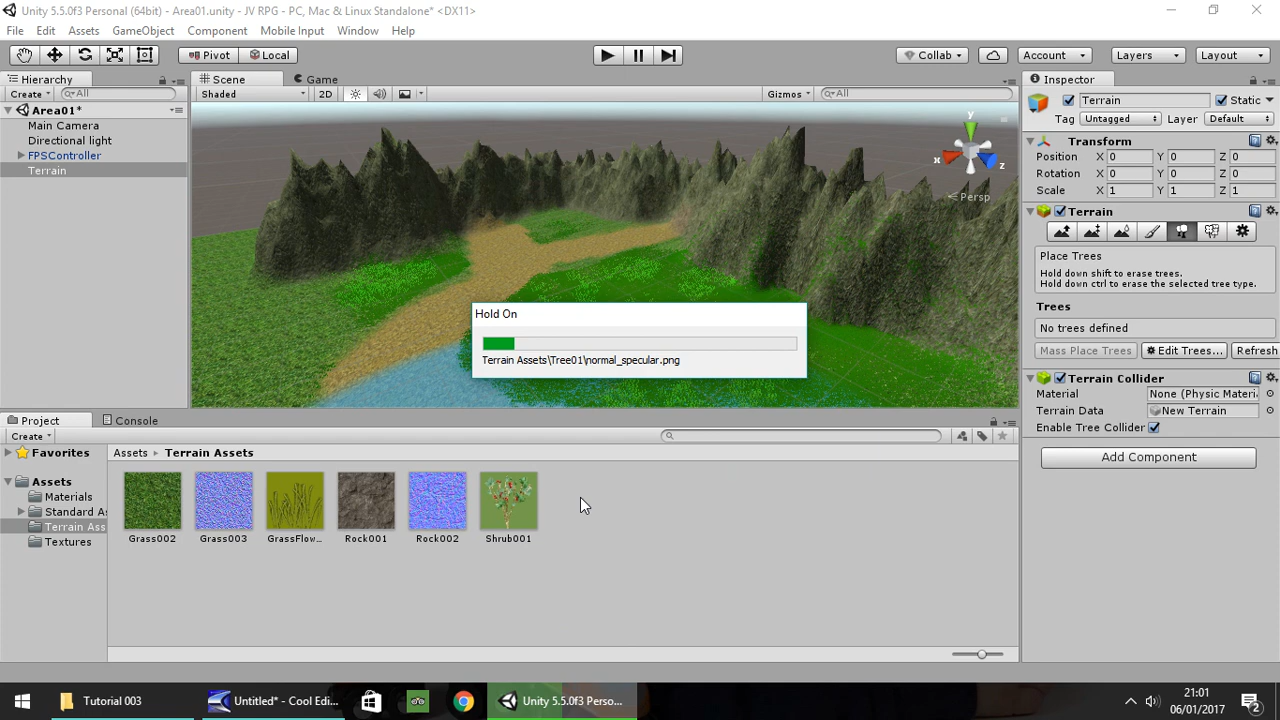 Unity 5.5.0f3 Personal (64bit) - Area01.unity - JV RPG - PC, Mac & Linux Standalone* <DX11>
File Edit Assets GameObject Component Mobile Input Window Help
Pivot Local Collab Account Layers Layout
Hierarchy
Create All
Area01*
Main Camera
Directional light
FPSController
Terrain
Scene Game
Shaded 2D Gizmos All
y
x
z
Persp
Hold On
Terrain Assets\Tree01\normal_specular.png
Inspector
Terrain Static
Tag Untagged Layer Default
Transform
Position X 0 Y 0 Z 0
Rotation X 0 Y 0 Z 0
Scale X 1 Y 1 Z 1
Terrain
Place Trees
Hold down shift to erase trees.
Hold down ctrl to erase the selected tree type.
Trees
No trees defined
Mass Place Trees Edit Trees... Refresh
Terrain Collider
Material None (Physic Materi
Terrain Data New Terrain
Enable Tree Collider
Add Component
Project Console
Create
Favorites
Assets
Materials
Standard As
Terrain Ass
Textures
Assets Terrain Assets
Grass002 Grass003 GrassFlow... Rock001 Rock002 Shrub001
Tutorial 003 Untitled* - Cool Edi... Unity 5.5.0f3 Perso...
21:01
06/01/2017
2